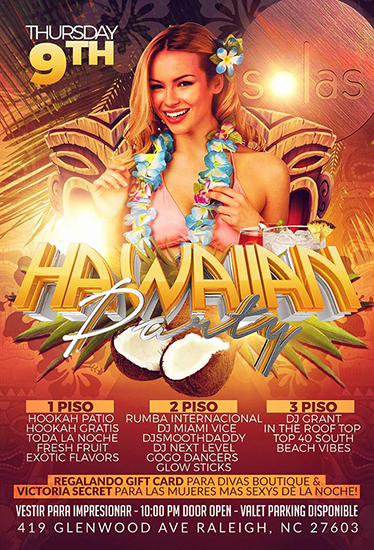 THURSDAY
9TH
solas
HAWAIIAN
Party
1 PISO
HOOKAH PATIO
HOOKAH GRATIS
TODA LA NOCHE
FRESH FRUIT
EXOTIC FLAVORS
2 PISO
RUMBA INTERNACIONAL
DJ MIAMI VICE
DJSMOOTHDADDY
DJ NEXT LEVEL
GOGO DANCERS
GLOW STICKS
3 PISO
DJ GRANT
IN THE ROOF TOP
TOP 40 SOUTH
BEACH VIBES
REGALANDO GIFT CARD PARA DIVAS BOUTIQUE &
VICTORIA SECRET PARA LAS MUJERES MAS SEXYS DE LA NOCHE!
VESTIR PARA IMPRESIONAR - 10:00 PM DOOR OPEN - VALET PARKING DISPONIBLE
419 GLENWOOD AVE RALEIGH, NC 27603